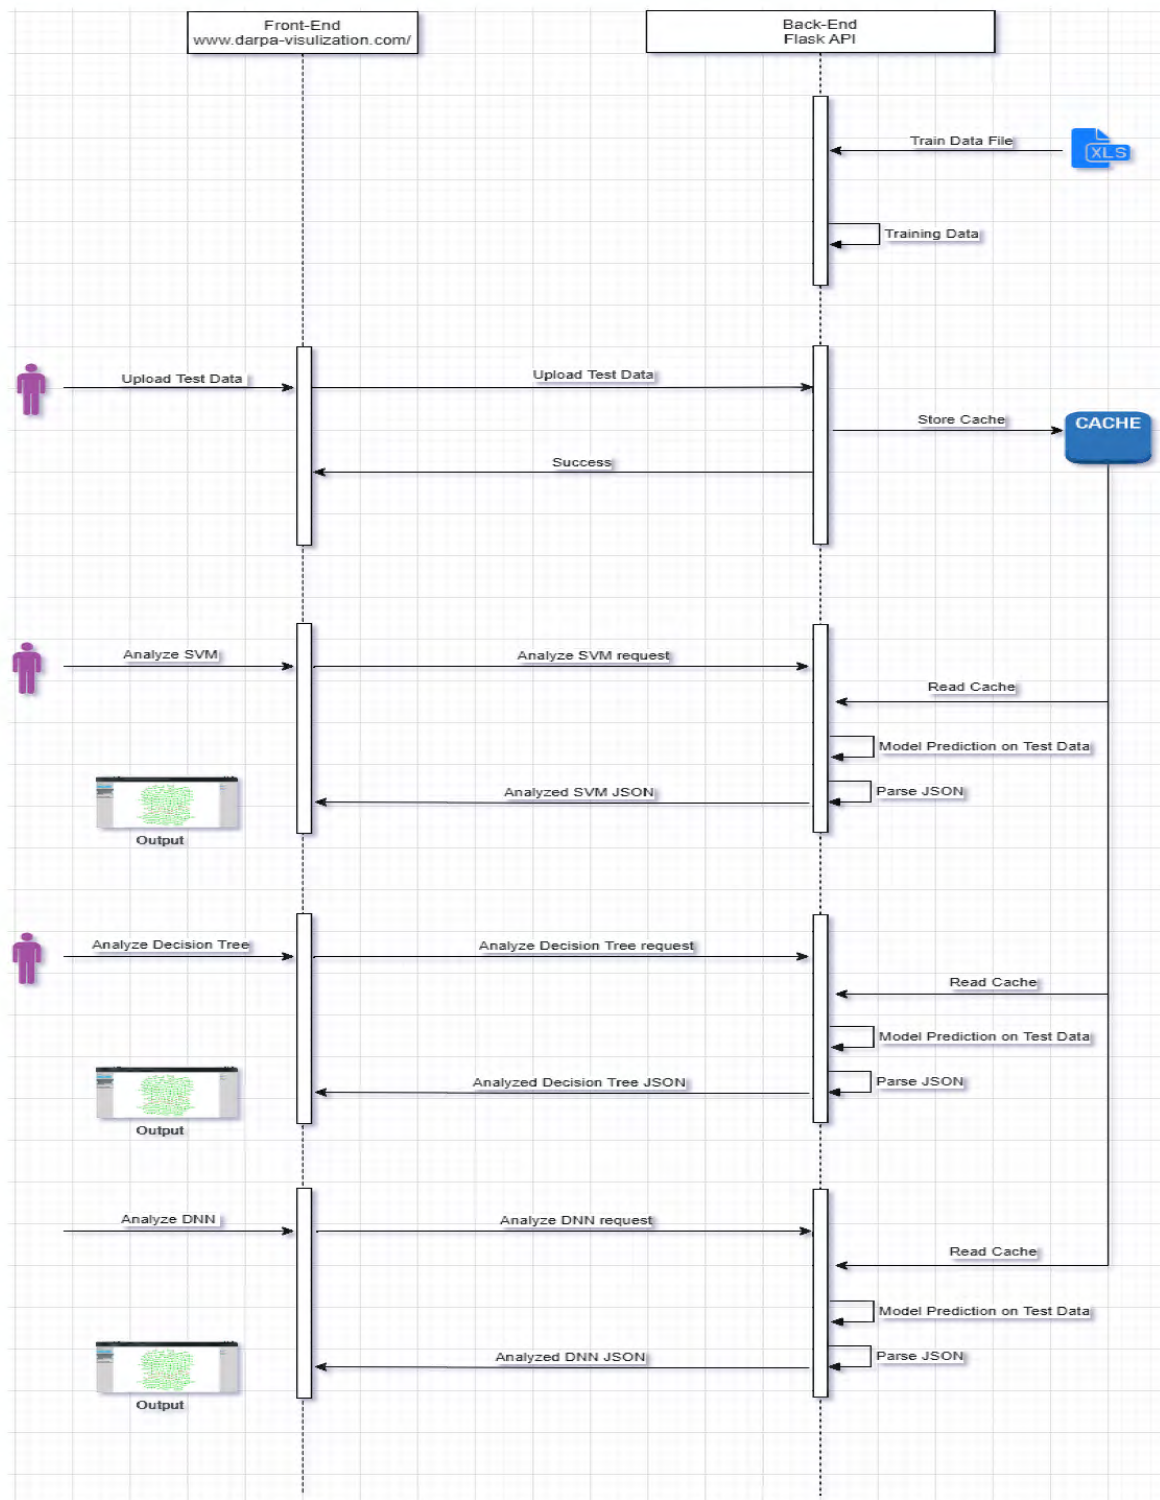 Front-End
www.darpa-visulization.com/
Back-End
Flask API
Train Data File
XLS
Training Data
Upload Test Data
Upload Test Data
Store Cache
CACHE
Success
Analyze SVM
Analyze SVM request
Read Cache
Model Prediction on Test Data
Parse JSON
Analyzed SVM JSON
Output
Analyze Decision Tree
Analyze Decision Tree request
Read Cache
Model Prediction on Test Data
Parse JSON
Analyzed Decision Tree JSON
Output
Analyze DNN
Analyze DNN request
Read Cache
Model Prediction on Test Data
Parse JSON
Analyzed DNN JSON
Output